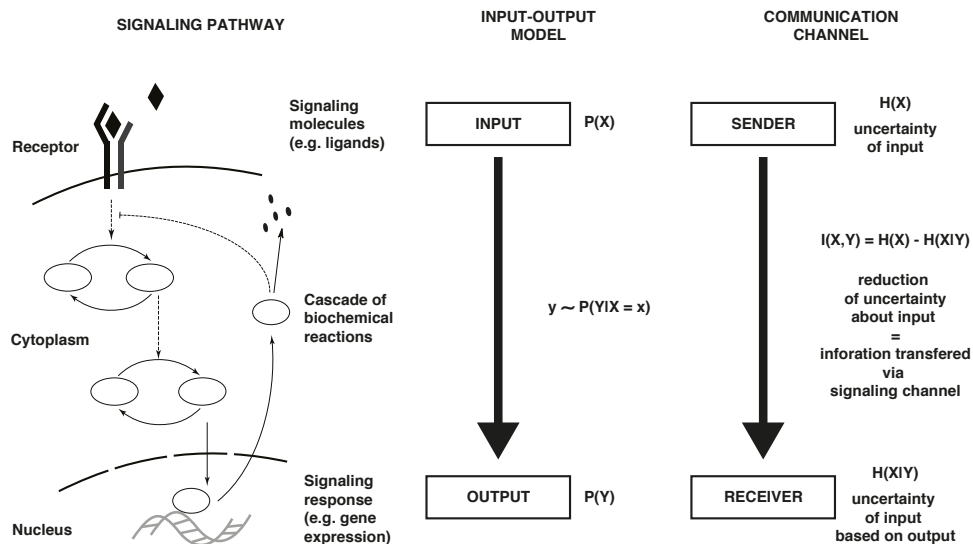 SIGNALING PATHWAY
INPUT-OUTPUT
MODEL
COMMUNICATION
CHANNEL
Receptor
Signaling
molecules
(e.g. ligands)
INPUT
P(X)
SENDER
H(X)
uncertainty
of input
Cytoplasm
Cascade of
biochemical
reactions
y ~ P(Y|X = x)
I(X,Y) = H(X) - H(X|Y)
reduction
of uncertainty
about input
=
inforation transfered
via
signaling channel
Nucleus
Signaling
response
(e.g. gene
expression)
OUTPUT
P(Y)
RECEIVER
H(X|Y)
uncertainty
of input
based on output